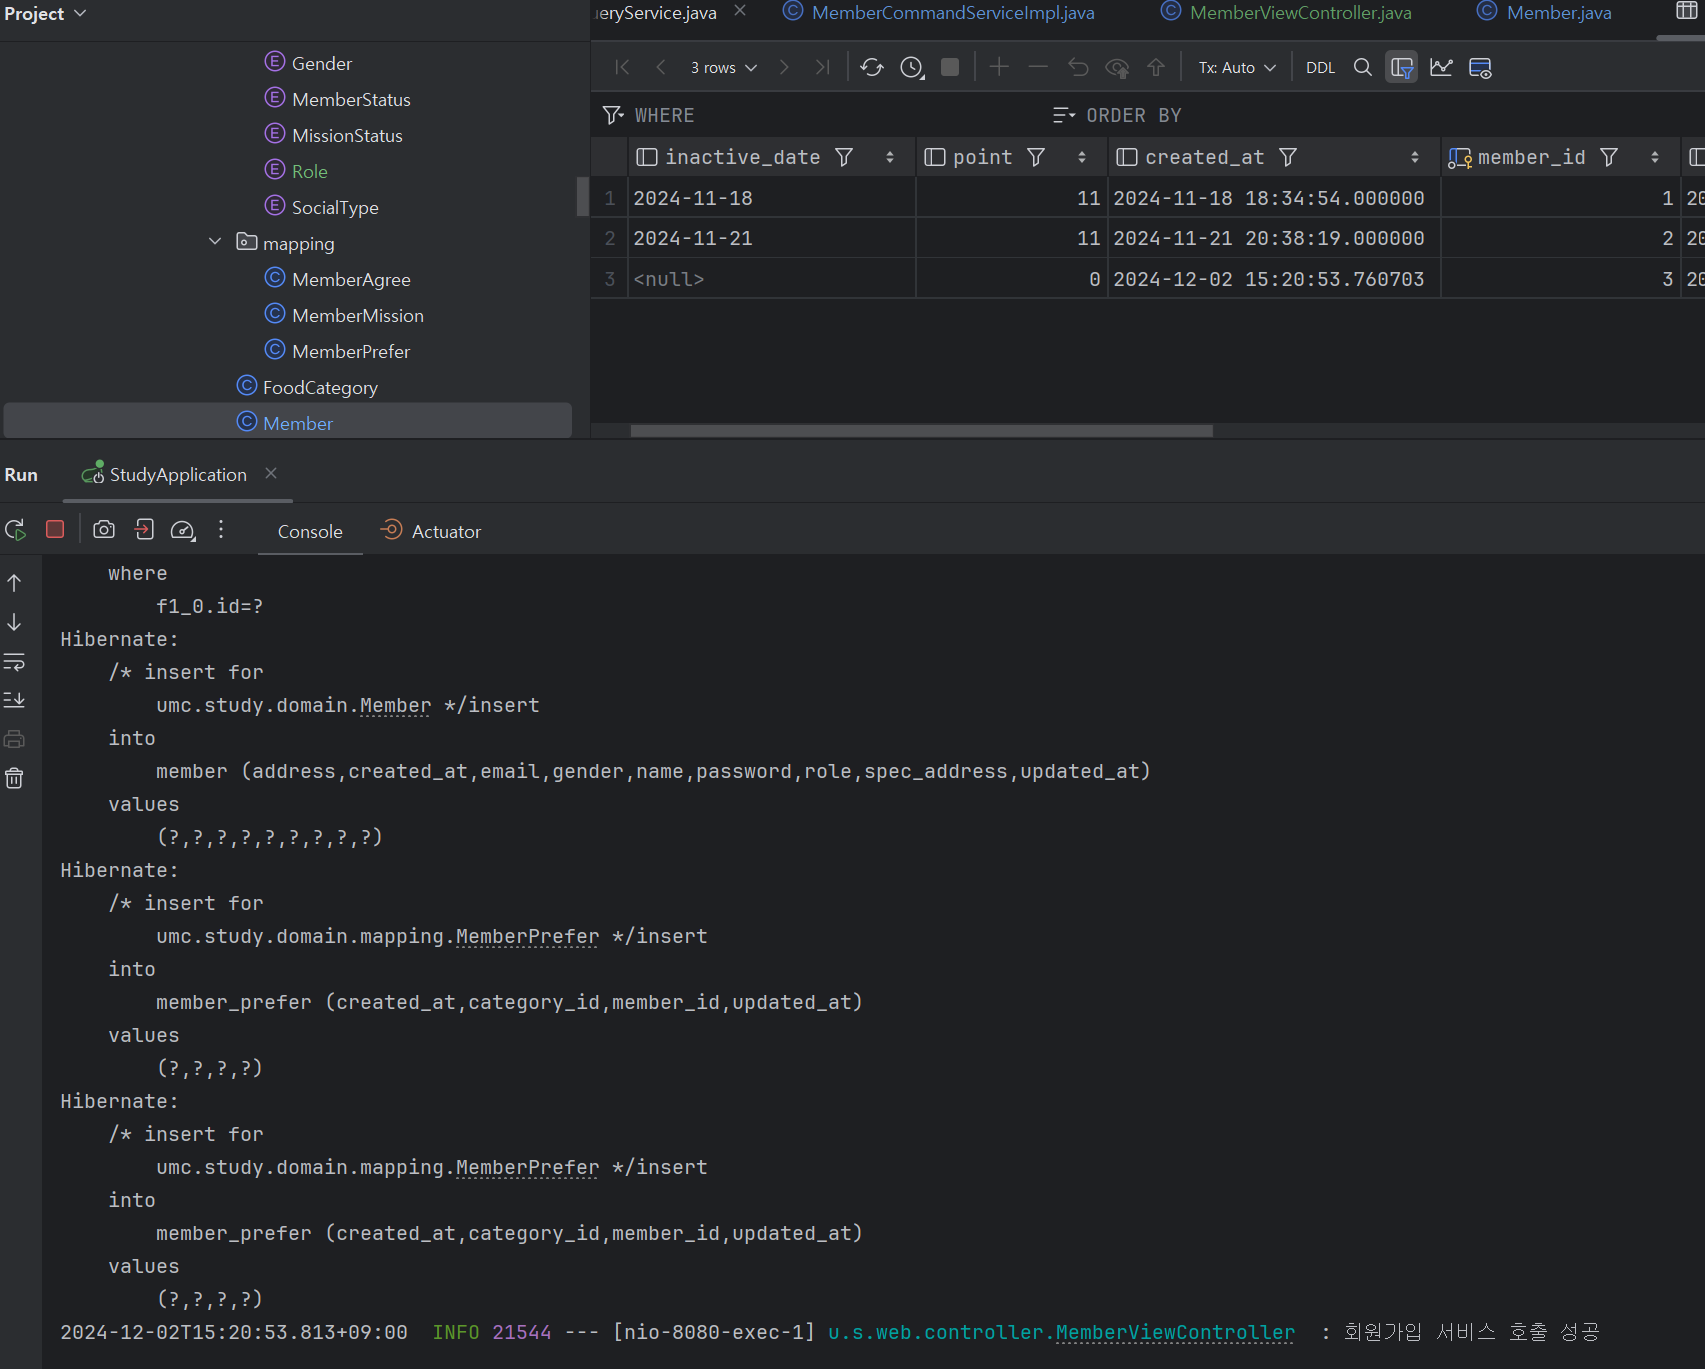 Project
Gender
MemberStatus
MissionStatus
Role
SocialType
mapping
MemberAgree
MemberMission
MemberPrefer
FoodCategory
Member
eryService.java
MemberCommandServiceImpl.java
MemberViewController.java
Member.java
3 rows
Tx: Auto
DDL
WHERE
ORDER BY
inactive_date
point
created_at
member_id
1 2024-11-18 11 2024-11-18 18:34:54.000000 1 20
2 2024-11-21 11 2024-11-21 20:38:19.000000 2 20
3 <null> 0 2024-12-02 15:20:53.760703 3 20
Run
StudyApplication
Console
Actuator
where
f1_0.id=?
Hibernate:
/* insert for
umc.study.domain.Member */insert
into
member (address,created_at,email,gender,name,password,role,spec_address,updated_at)
values
(?,?,?,?,?,?,?,?,?)
Hibernate:
/* insert for
umc.study.domain.mapping.MemberPrefer */insert
into
member_prefer (created_at,category_id,member_id,updated_at)
values
(?,?,?,?)
Hibernate:
/* insert for
umc.study.domain.mapping.MemberPrefer */insert
into
member_prefer (created_at,category_id,member_id,updated_at)
values
(?,?,?,?)
2024-12-02T15:20:53.813+09:00 INFO 21544 --- [nio-8080-exec-1] u.s.web.controller.MemberViewController : 회원가입 서비스 호출 성공